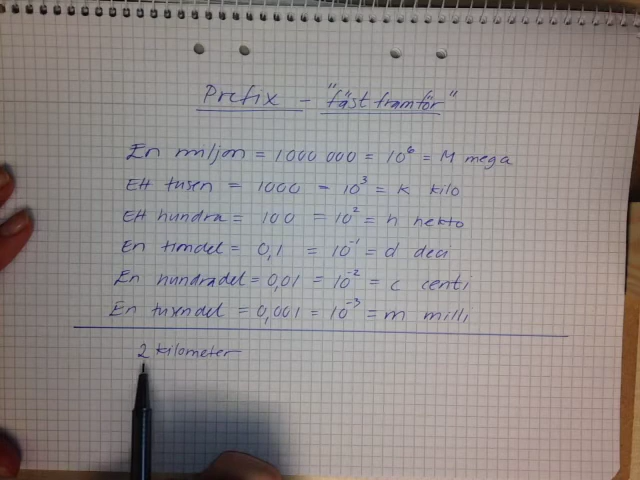 Prefix - "fäst framför"
En miljon = 1000 000 = 10⁶ = M mega
Ett tusen = 1000 = 10³ = k kilo
Ett hundra = 100 = 10² = h hekto
En tiondel = 0,1 = 10⁻¹ = d deci
En hundradel = 0,01 = 10⁻² = c centi
En tusendel = 0,001 = 10⁻³ = m milli
2 kilometer